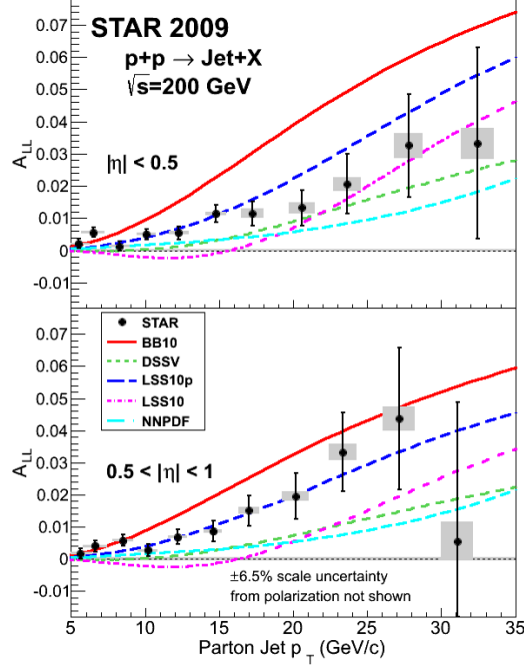 STAR 2009
p+p → Jet+X
√s=200 GeV
|η| < 0.5
A_LL
0.07
0.06
0.05
0.04
0.03
0.02
0.01
0
-0.01
STAR
BB10
DSSV
LSS10p
LSS10
NNPDF
0.5 < |η| < 1
A_LL
0.07
0.06
0.05
0.04
0.03
0.02
0.01
0
-0.01
±6.5% scale uncertainty
from polarization not shown
5 10 15 20 25 30 35
Parton Jet p_T (GeV/c)